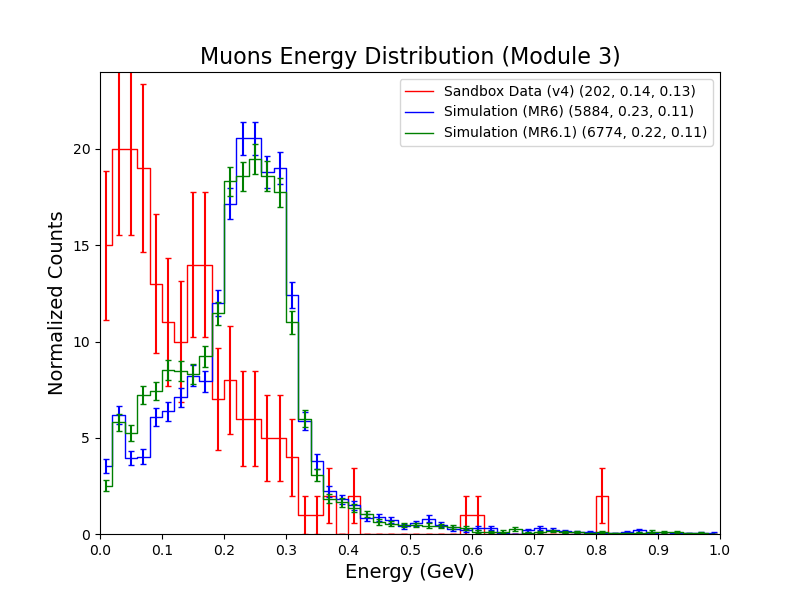 Muons Energy Distribution (Module 3)
Sandbox Data (v4) (202, 0.14, 0.13)
Simulation (MR6) (5884, 0.23, 0.11)
Simulation (MR6.1) (6774, 0.22, 0.11)
Normalized Counts
20
15
10
5
0
0.0 0.1 0.2 0.3 0.4 0.5 0.6 0.7 0.8 0.9 1.0
Energy (GeV)